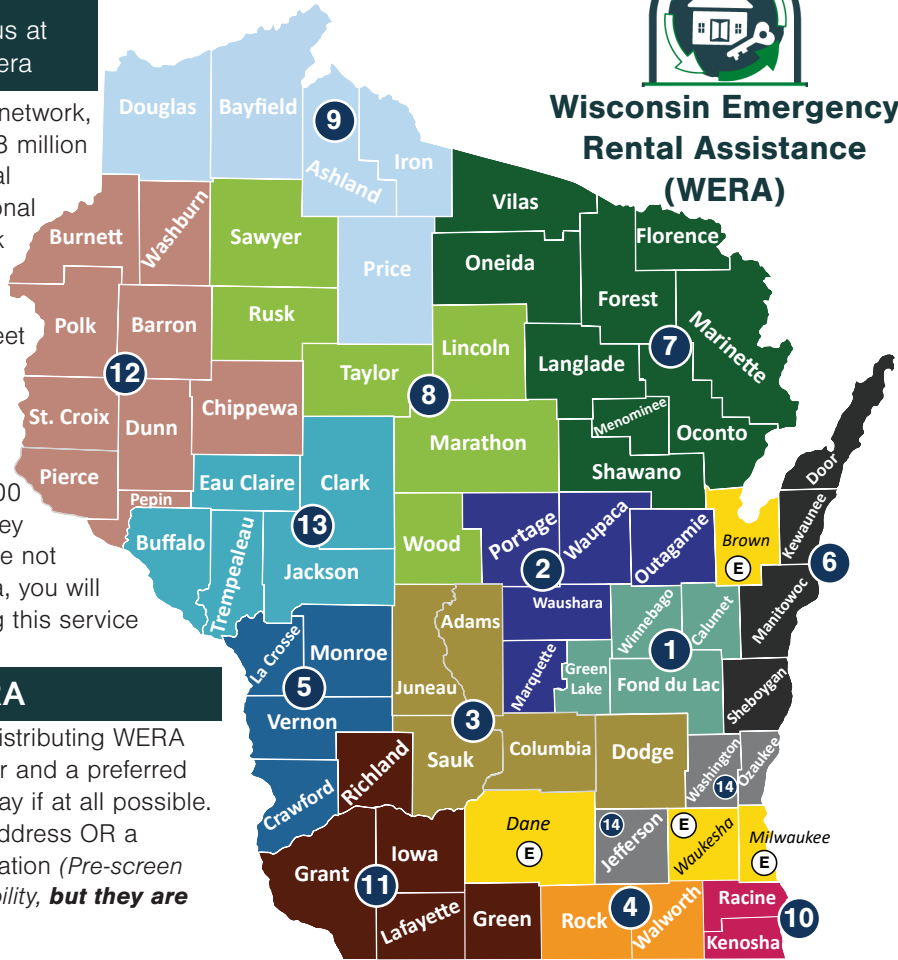 us at
era
network,
8 million
al
onal
k
eet
00
ey
e not
a, you will
g this service
RA
istributing WERA
r and a preferred
ay if at all possible.
ddress OR a
ation (Pre-screen
bility, but they are
Wisconsin Emergency
Rental Assistance
(WERA)
Douglas
Bayfield
9
Ashland
Iron
Vilas
Florence
Burnett
Washburn
Sawyer
Price
Oneida
Forest
Marinette
7
Polk
Barron
Rusk
12
Taylor
Lincoln
8
Langlade
Menominee
Oconto
St. Croix
Dunn
Chippewa
Marathon
Shawano
Pierce
Pepin
Eau Claire
Clark
13
Buffalo
Trempealeau
Jackson
Wood
Portage
2
Waupaca
Outagamie
Brown
E
Door
Kewaunee
6
Manitowoc
Waushara
Winnebago
Calumet
1
La Crosse
Monroe
5
Vernon
Adams
Juneau
3
Marquette
Green
Lake
Fond du Lac
Sheboygan
Crawford
Richland
Sauk
Columbia
Dodge
Washington
14
Ozaukee
Dane
E
14
Jefferson
E
Waukesha
Milwaukee
E
Grant
11
Iowa
Lafayette
Green
Rock
4
Walworth
Racine
10
Kenosha